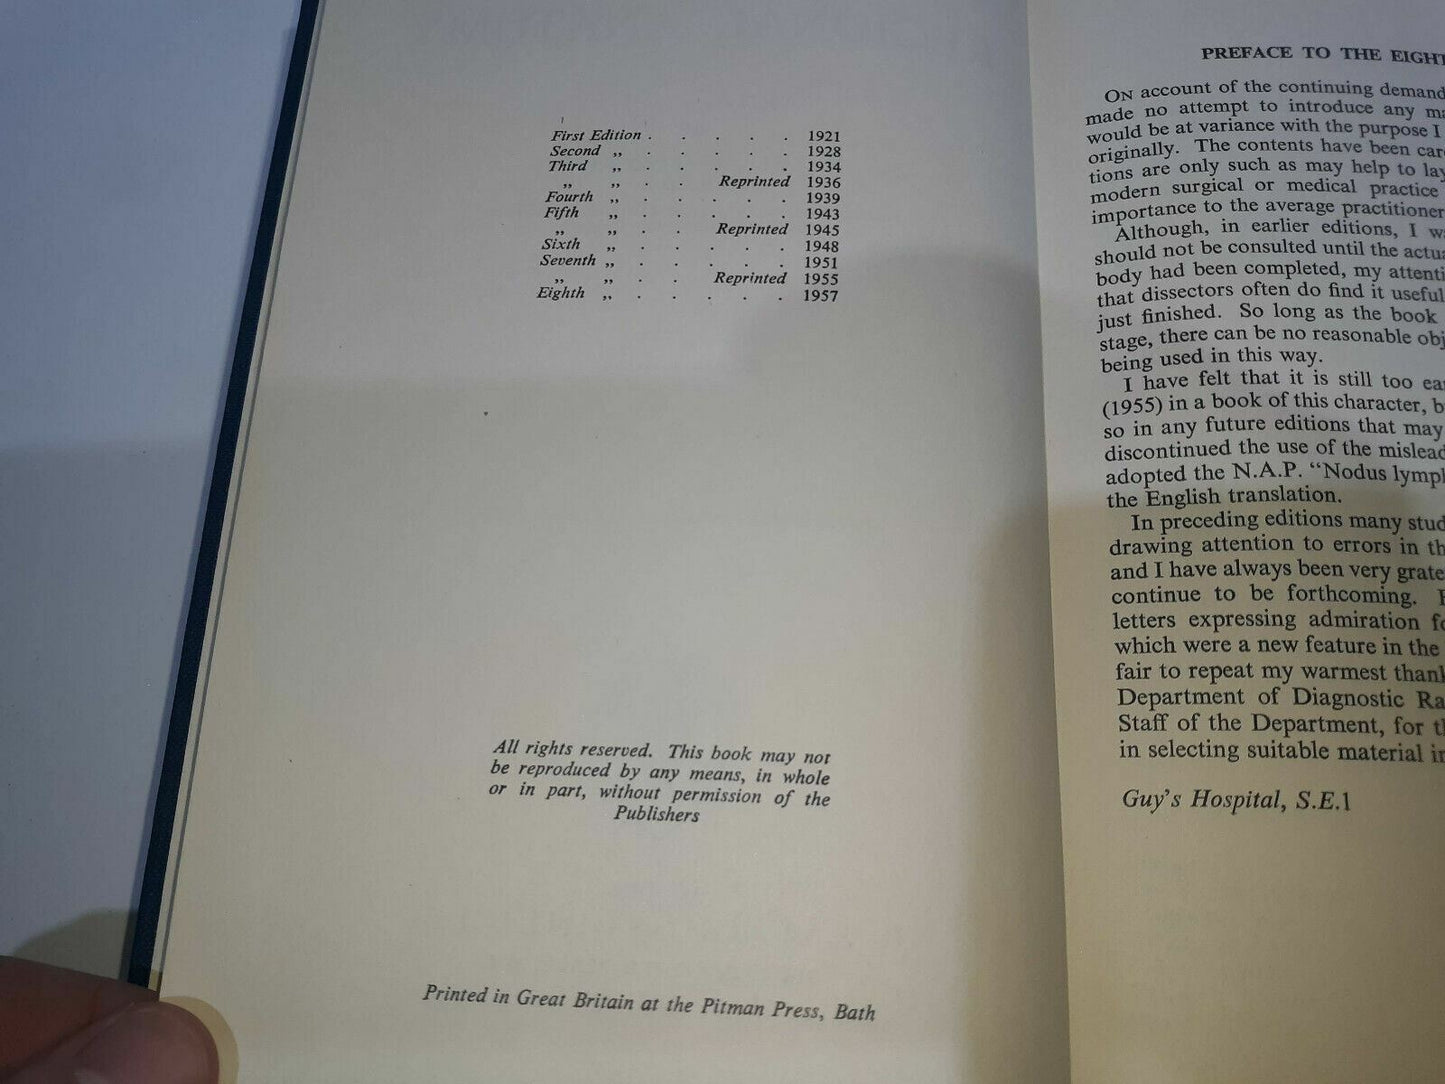 First Edition . . . . . 1921
Second ,, . . . . . 1928
Third ,, . . . . . 1934
,, ,, . . Reprinted 1936
Fourth ,, . . . . . 1939
Fifth ,, . . . . . 1943
,, ,, . . Reprinted 1945
Sixth ,, . . . . . 1948
Seventh ,, . . . . . 1951
,, ,, . . Reprinted 1955
Eighth ,, . . . . . 1957
All rights reserved. This book may not
be reproduced by any means, in whole
or in part, without permission of the
Publishers
Printed in Great Britain at the Pitman Press, Bath
PREFACE TO THE
ON account of the continuing demand
made no attempt to introduce any
would be at variance with the purpose I
originally. The contents have been
tions are only such as may help to
modern surgical or medical practice
importance to the average practitioner
Although, in earlier editions, I
should not be consulted until the
body had been completed, my
that dissectors often do find it useful
just finished. So long as the book
stage, there can be no reasonable
being used in this way.
I have felt that it is still too
(1955) in a book of this character,
so in any future editions that may
discontinued the use of the
adopted the N.A.P. "Nodus
the English translation.
In preceding editions many
drawing attention to errors in
and I have always been very
continue to be forthcoming.
letters expressing admiration
which were a new feature in the
fair to repeat my warmest
Department of Diagnostic
Staff of the Department, for
in selecting suitable material
Guy's Hospital, S.E.1